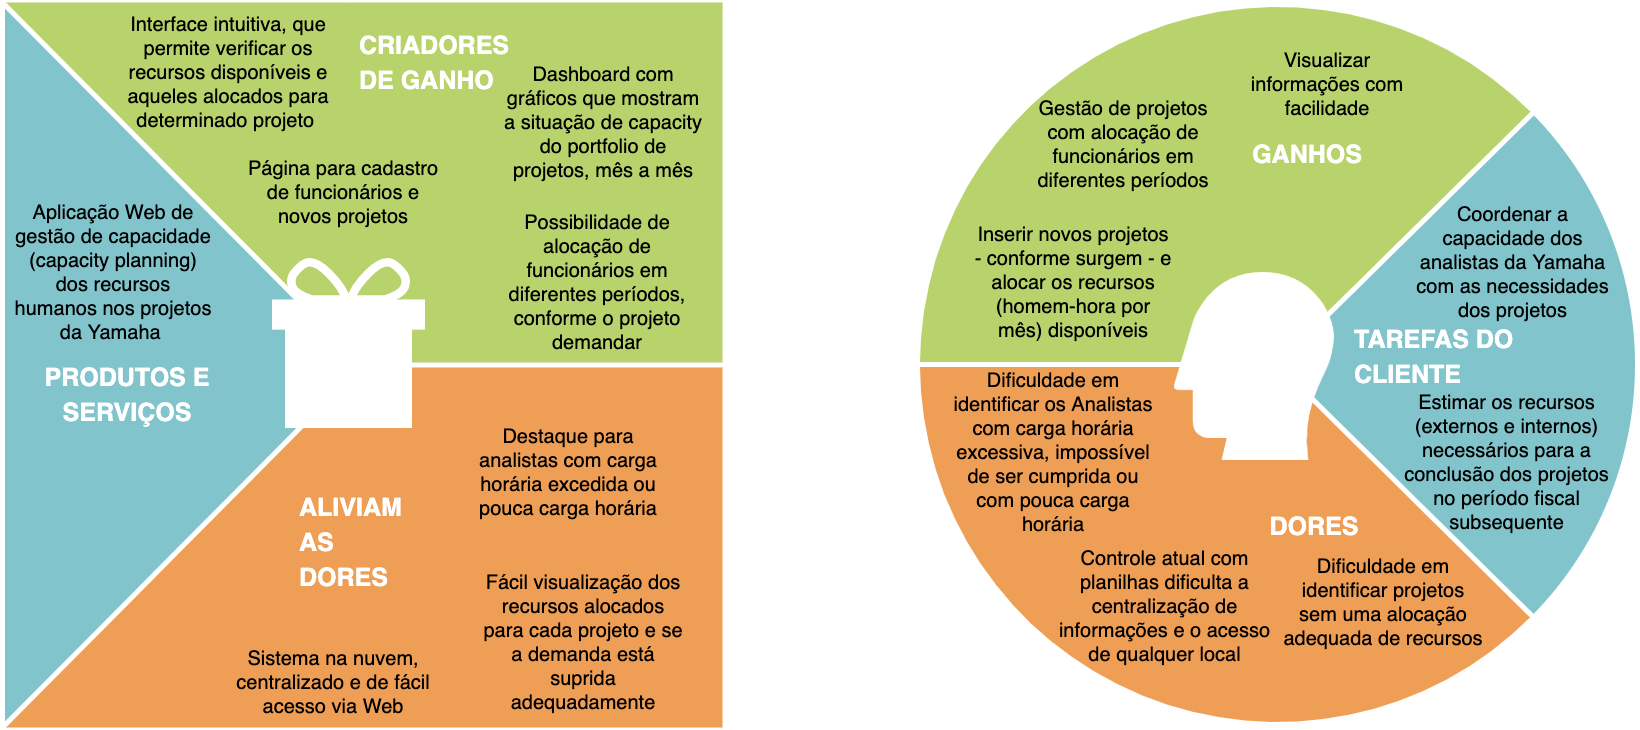 Interface intuitiva, que
permite verificar os
recursos disponíveis e
aqueles alocados para
determinado projeto
CRIADORES
DE GANHO
Dashboard com
gráficos que mostram
a situação de capacity
do portfolio de
projetos, mês a mês
Página para cadastro
de funcionários e
novos projetos
Possibilidade de
alocação de
funcionários em
diferentes períodos,
conforme o projeto
demandar
Aplicação Web de
gestão de capacidade
(capacity planning)
dos recursos
humanos nos projetos
da Yamaha
PRODUTOS E
SERVIÇOS
Destaque para
analistas com carga
horária excedida ou
pouca carga horária
ALIVIAM
AS
DORES
Fácil visualização dos
recursos alocados
para cada projeto e se
a demanda está
suprida
adequadamente
Sistema na nuvem,
centralizado e de fácil
acesso via Web
Visualizar
informações com
facilidade
Gestão de projetos
com alocação de
funcionários em
diferentes períodos
GANHOS
Inserir novos projetos
- conforme surgem - e
alocar os recursos
(homem-hora por
mês) disponíveis
Coordenar a
capacidade dos
analistas da Yamaha
com as necessidades
dos projetos
TAREFAS DO
CLIENTE
Estimar os recursos
(externos e internos)
necessários para a
conclusão dos projetos
no período fiscal
subsequente
Dificuldade em
identificar os Analistas
com carga horária
excessiva, impossível
de ser cumprida ou
com pouca carga
horária
DORES
Controle atual com
planilhas dificulta a
centralização de
informações e o acesso
de qualquer local
Dificuldade em
identificar projetos
sem uma alocação
adequada de recursos